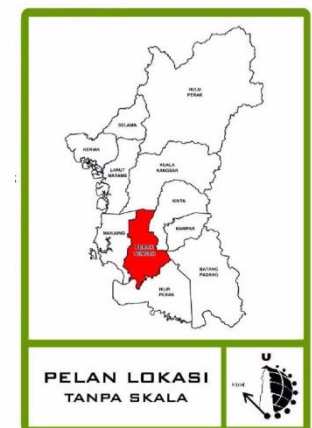 HULU
PERAK
SELAMA
KERIAN
LARUT
MATANG
KUALA
KANGSAR
KINTA
MANJUNG
PERAK
TENGAH
KAMPAR
BATANG
PADANG
HILIR
PERAK
PELAN LOKASI
TANPA SKALA
U